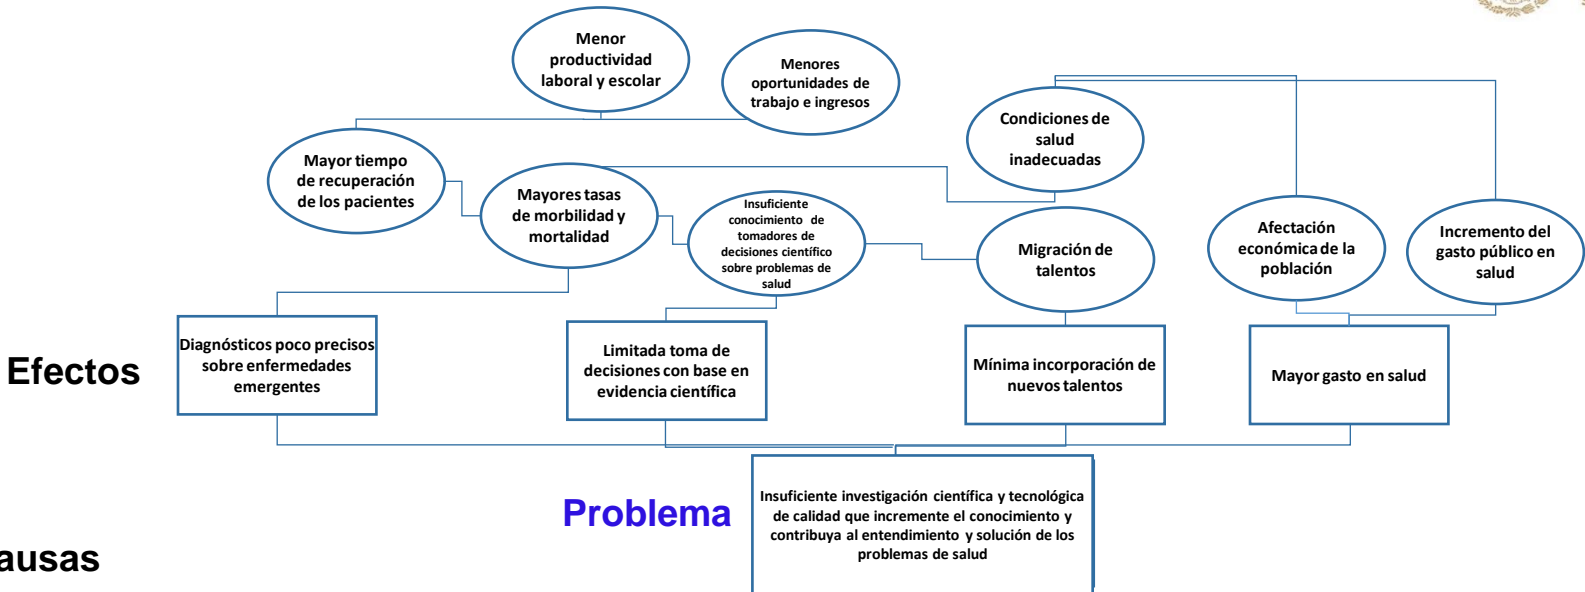 Menor
productividad
laboral y escolar
Menores
oportunidades de
trabajo e ingresos
Condiciones de
salud
inadecuadas
Mayor tiempo
de recuperación
de los pacientes
Mayores tasas
de morbilidad y
mortalidad
Insuficiente
conocimiento de
tomadores de
decisiones científico
sobre problemas de
salud
Migración de
talentos
Afectación
económica de la
población
Incremento del
gasto público en
salud
Efectos
Diagnósticos poco precisos
sobre enfermedades
emergentes
Limitada toma de
decisiones con base en
evidencia científica
Mínima incorporación de
nuevos talentos
Mayor gasto en salud
Problema
Insuficiente investigación científica y tecnológica
de calidad que incremente el conocimiento y
contribuya al entendimiento y solución de los
problemas de salud
ausas